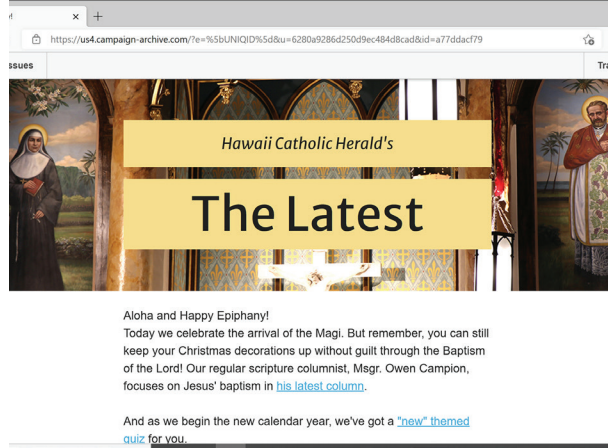 https://us4.campaign-archive.com/?e=%5bUNIQID%5d&u=6280a9286d250d9ec484d8cad&id=a77ddacf79
ssues
Tra
Hawaii Catholic Herald's
The Latest
Aloha and Happy Epiphany!
Today we celebrate the arrival of the Magi. But remember, you can still
keep your Christmas decorations up without guilt through the Baptism
of the Lord! Our regular scripture columnist, Msgr. Owen Campion,
focuses on Jesus' baptism in his latest column.
And as we begin the new calendar year, we've got a "new" themed
quiz for you.